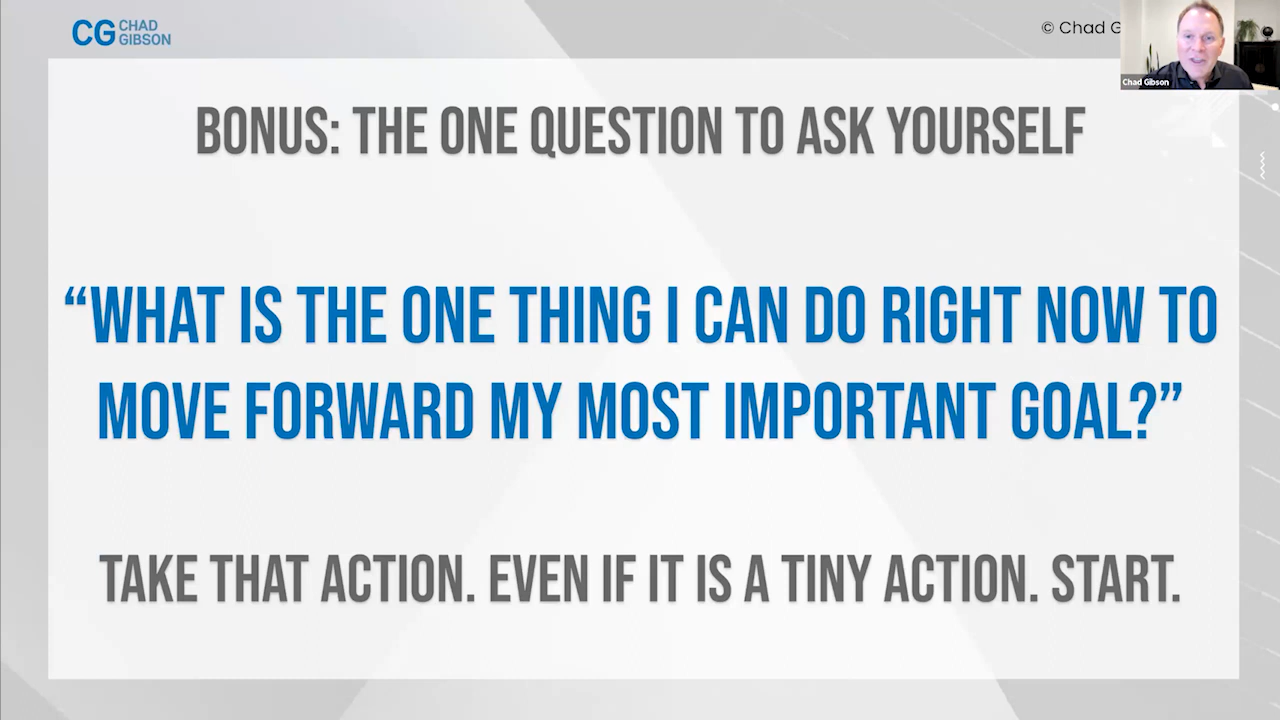 CG CHAD
GIBSON
© Chad G
Chad Gibson
BONUS: THE ONE QUESTION TO ASK YOURSELF
“WHAT IS THE ONE THING I CAN DO RIGHT NOW TO
MOVE FORWARD MY MOST IMPORTANT GOAL?”
TAKE THAT ACTION. EVEN IF IT IS A TINY ACTION. START.